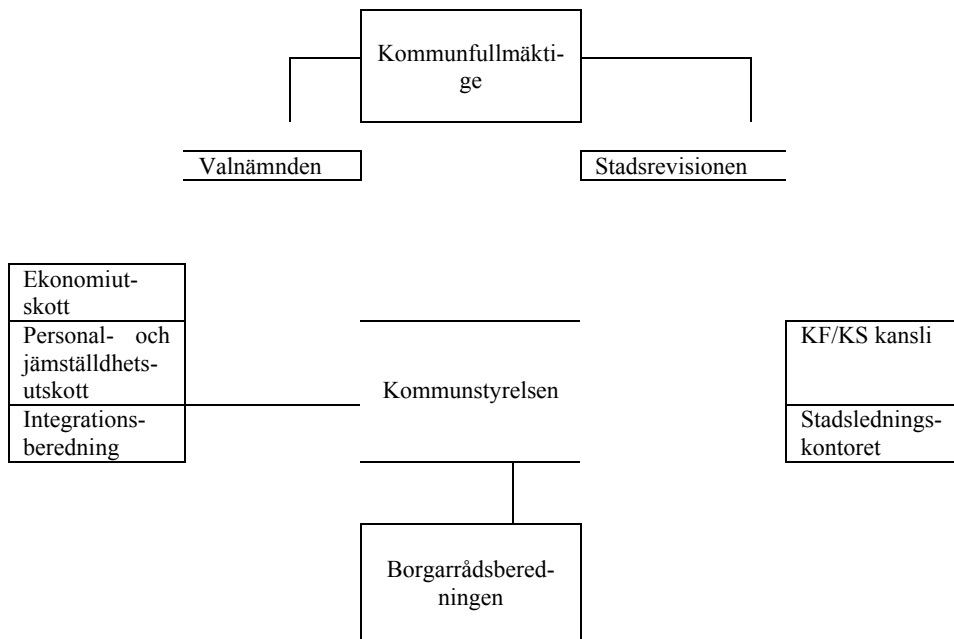 Kommunfullmäkti-
ge
Valnämnden
Stadsrevisionen
Ekonomiut-
skott
Personal- och
jämställdhets-
utskott
Integrations-
beredning
Kommunstyrelsen
KF/KS kansli
Stadslednings-
kontoret
Borgarrådsbered-
ningen